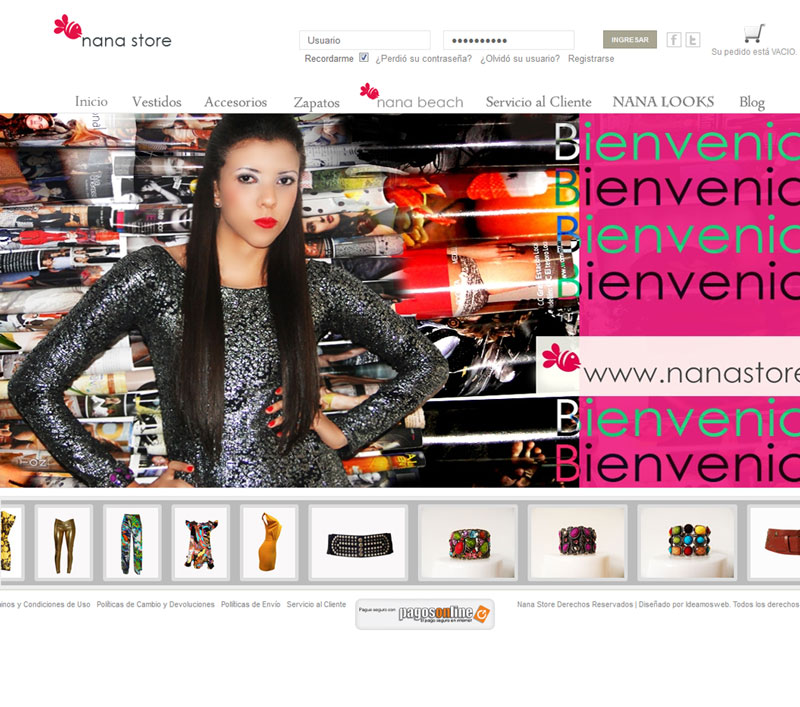 nana store
Usuario
••••••••••
INGRESAR
f t
Recordarme ¿Perdió su contraseña? ¿Olvidó su usuario? Registrarse
Su pedido está VACIO.
Inicio Vestidos Accesorios Zapatos nana beach Servicio al Cliente NANA LOOKS Blog
Bienvenid
Bienvenid
Bienvenid
Bienvenid
www.nanastore
Bienvenid
Bienvenid
inos y Condiciones de Uso Políticas de Cambio y Devoluciones Políticas de Envío Servicio al Cliente
Pague seguro con: pagosonline
El pago seguro en internet
Nana Store Derechos Reservados | Diseñado por Ideamosweb. Todos los derechos